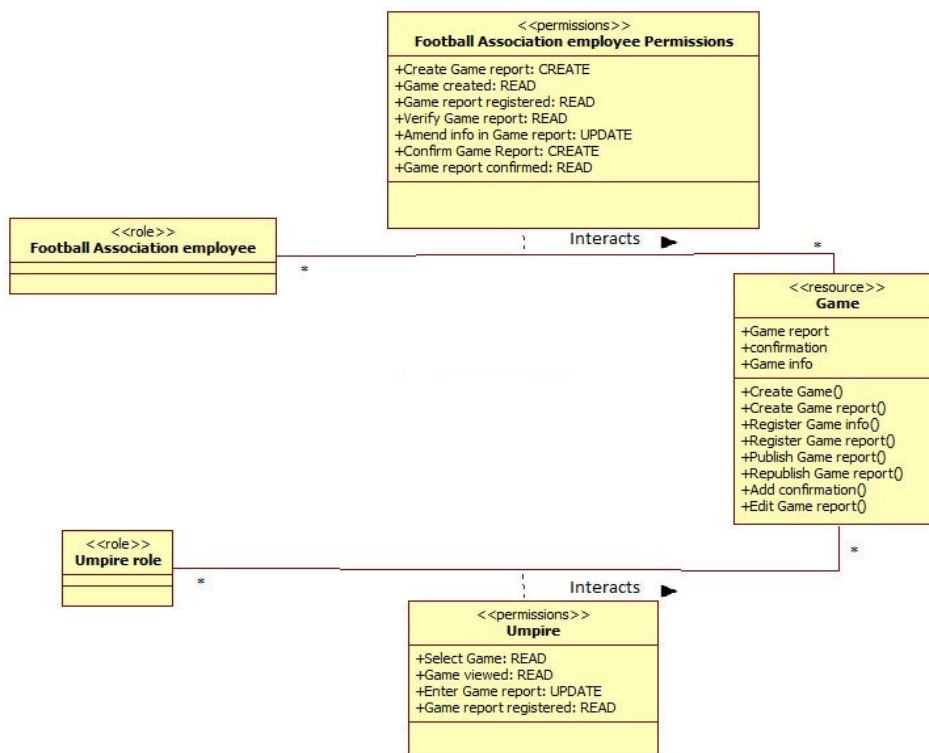 <<permissions>>
Football Association employee Permissions
+Create Game report: CREATE
+Game created: READ
+Game report registered: READ
+Verify Game report: READ
+Amend info in Game report: UPDATE
+Confirm Game Report: CREATE
+Game report confirmed: READ
<<role>>
Football Association employee
Interacts
*
*
<<resource>>
Game
+Game report
+confirmation
+Game info
+Create Game()
+Create Game report()
+Register Game info()
+Register Game report()
+Publish Game report()
+Republish Game report()
+Add confirmation()
+Edit Game report()
<<role>>
Umpire role
*
*
Interacts
<<permissions>>
Umpire
+Select Game: READ
+Game viewed: READ
+Enter Game report: UPDATE
+Game report registered: READ